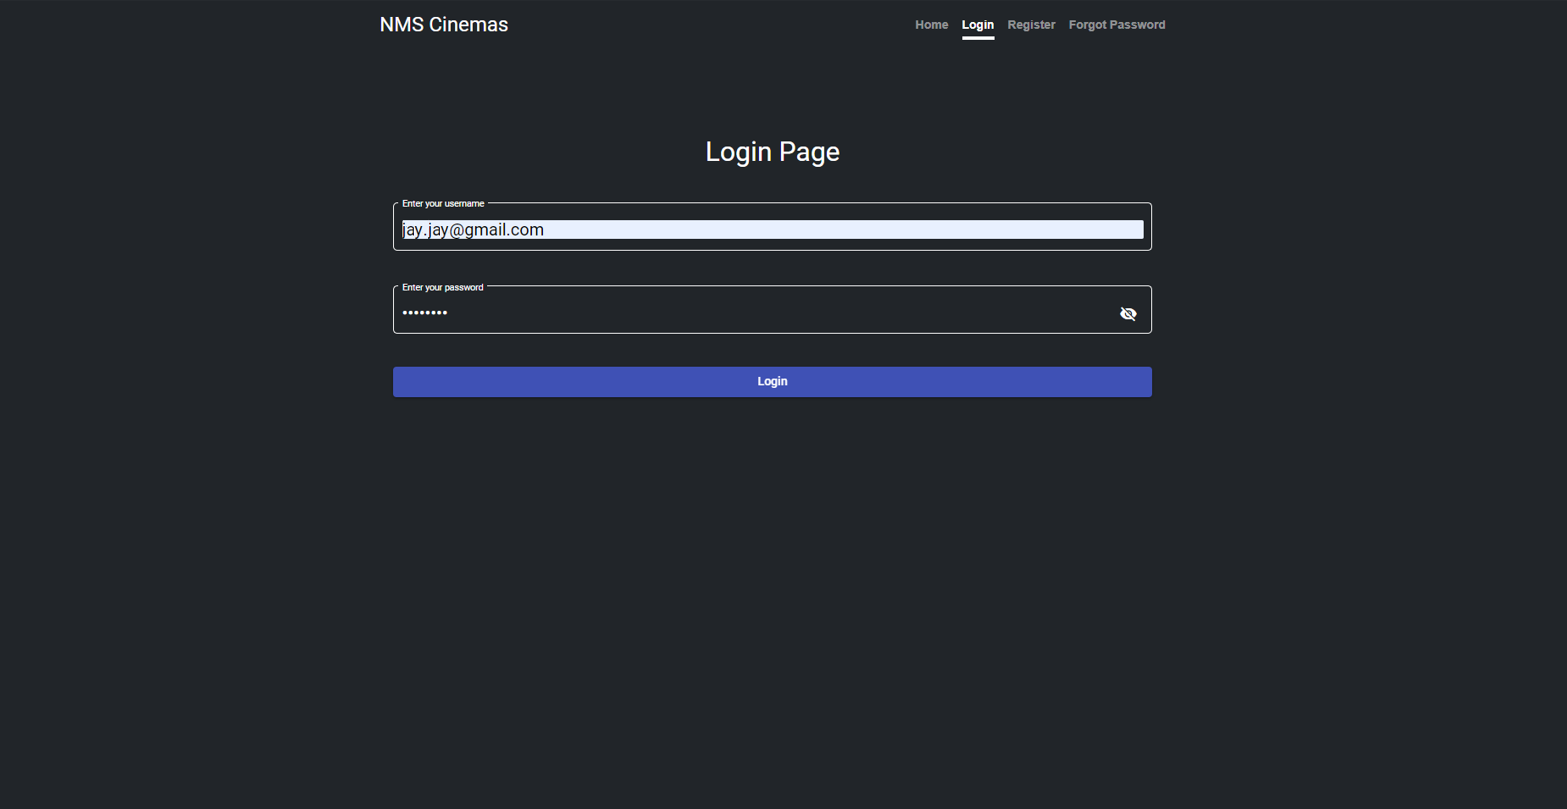 NMS Cinemas
Home Login Register Forgot Password
Login Page
Enter your username
jay.jay@gmail.com
Enter your password
••••••••
Login